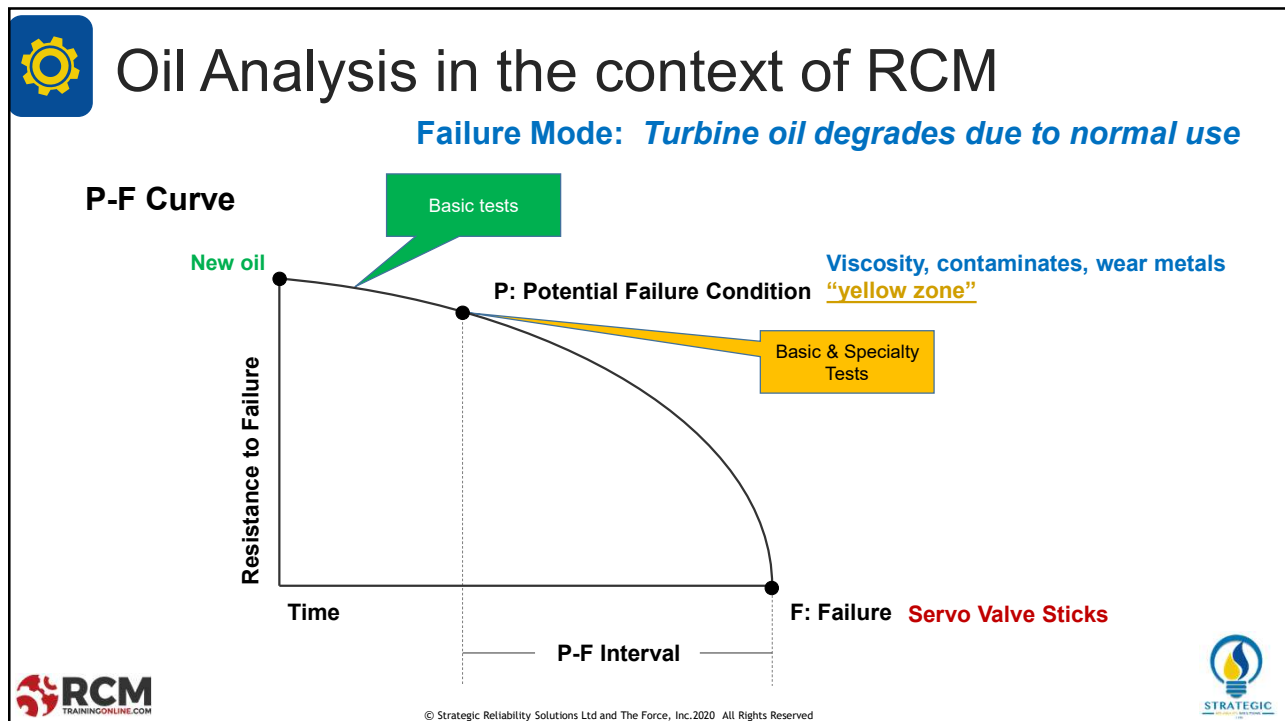 Oil Analysis in the context of RCM
Failure Mode: Turbine oil degrades due to normal use
P-F Curve
Basic tests
New oil
Viscosity, contaminates, wear metals
P: Potential Failure Condition “yellow zone”
Basic & Specialty
Tests
Resistance to Failure
Time
F: Failure Servo Valve Sticks
P-F Interval
RCM
TRAININGONLINE.COM
© Strategic Reliability Solutions Ltd and The Force, Inc.2020 All Rights Reserved
STRATEGIC